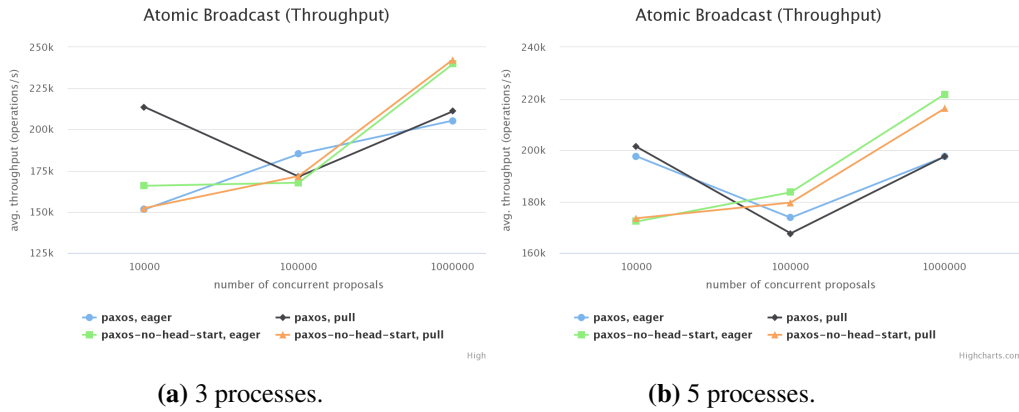 Atomic Broadcast (Throughput)
250k
225k
200k
175k
150k
125k
avg. throughput (operations/s)
10000
100000
1000000
number of concurrent proposals
paxos, eager
paxos, pull
paxos-no-head-start, eager
paxos-no-head-start, pull
High
(a) 3 processes.
Atomic Broadcast (Throughput)
240k
220k
200k
180k
160k
avg. throughput (operations/s)
10000
100000
1000000
number of concurrent proposals
paxos, eager
paxos, pull
paxos-no-head-start, eager
paxos-no-head-start, pull
Highcharts.con
(b) 5 processes.